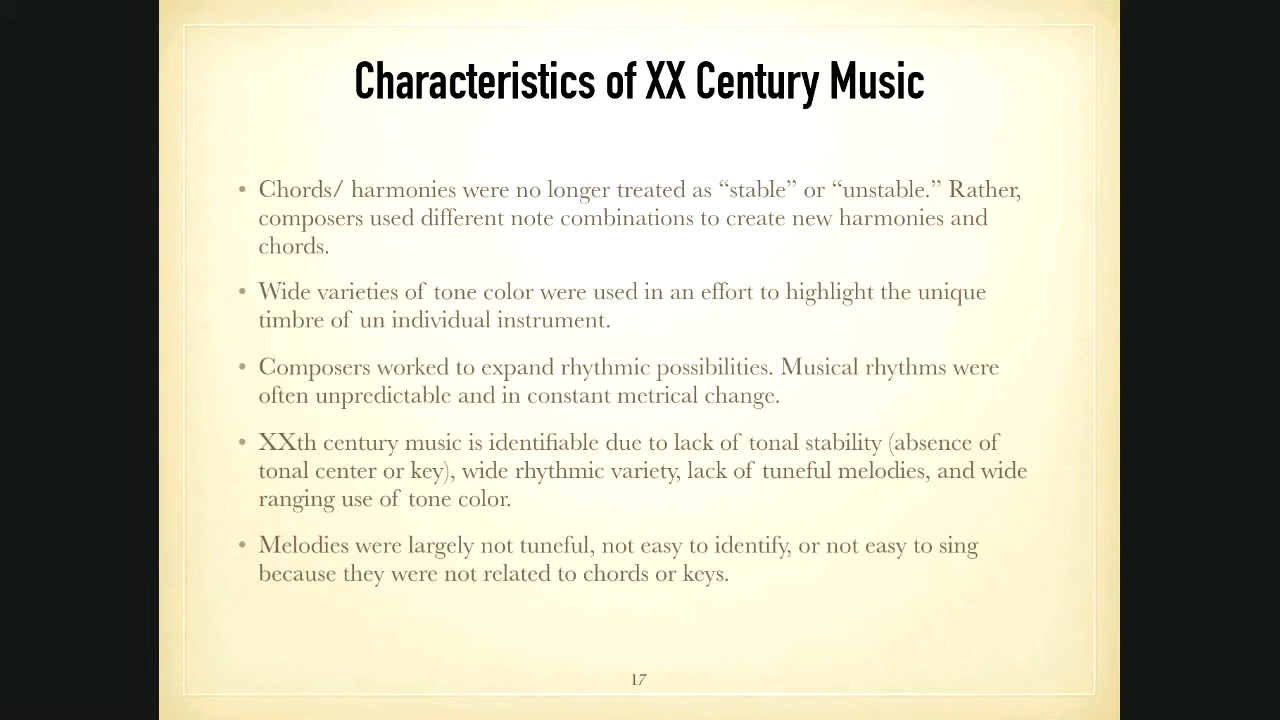 Characteristics of XX Century Music
• Chords/ harmonies were no longer treated as “stable” or “unstable.” Rather,
composers used different note combinations to create new harmonies and
chords.
• Wide varieties of tone color were used in an effort to highlight the unique
timbre of un individual instrument.
• Composers worked to expand rhythmic possibilities. Musical rhythms were
often unpredictable and in constant metrical change.
• XXth century music is identifiable due to lack of tonal stability (absence of
tonal center or key), wide rhythmic variety, lack of tuneful melodies, and wide
ranging use of tone color.
• Melodies were largely not tuneful, not easy to identify, or not easy to sing
because they were not related to chords or keys.
17